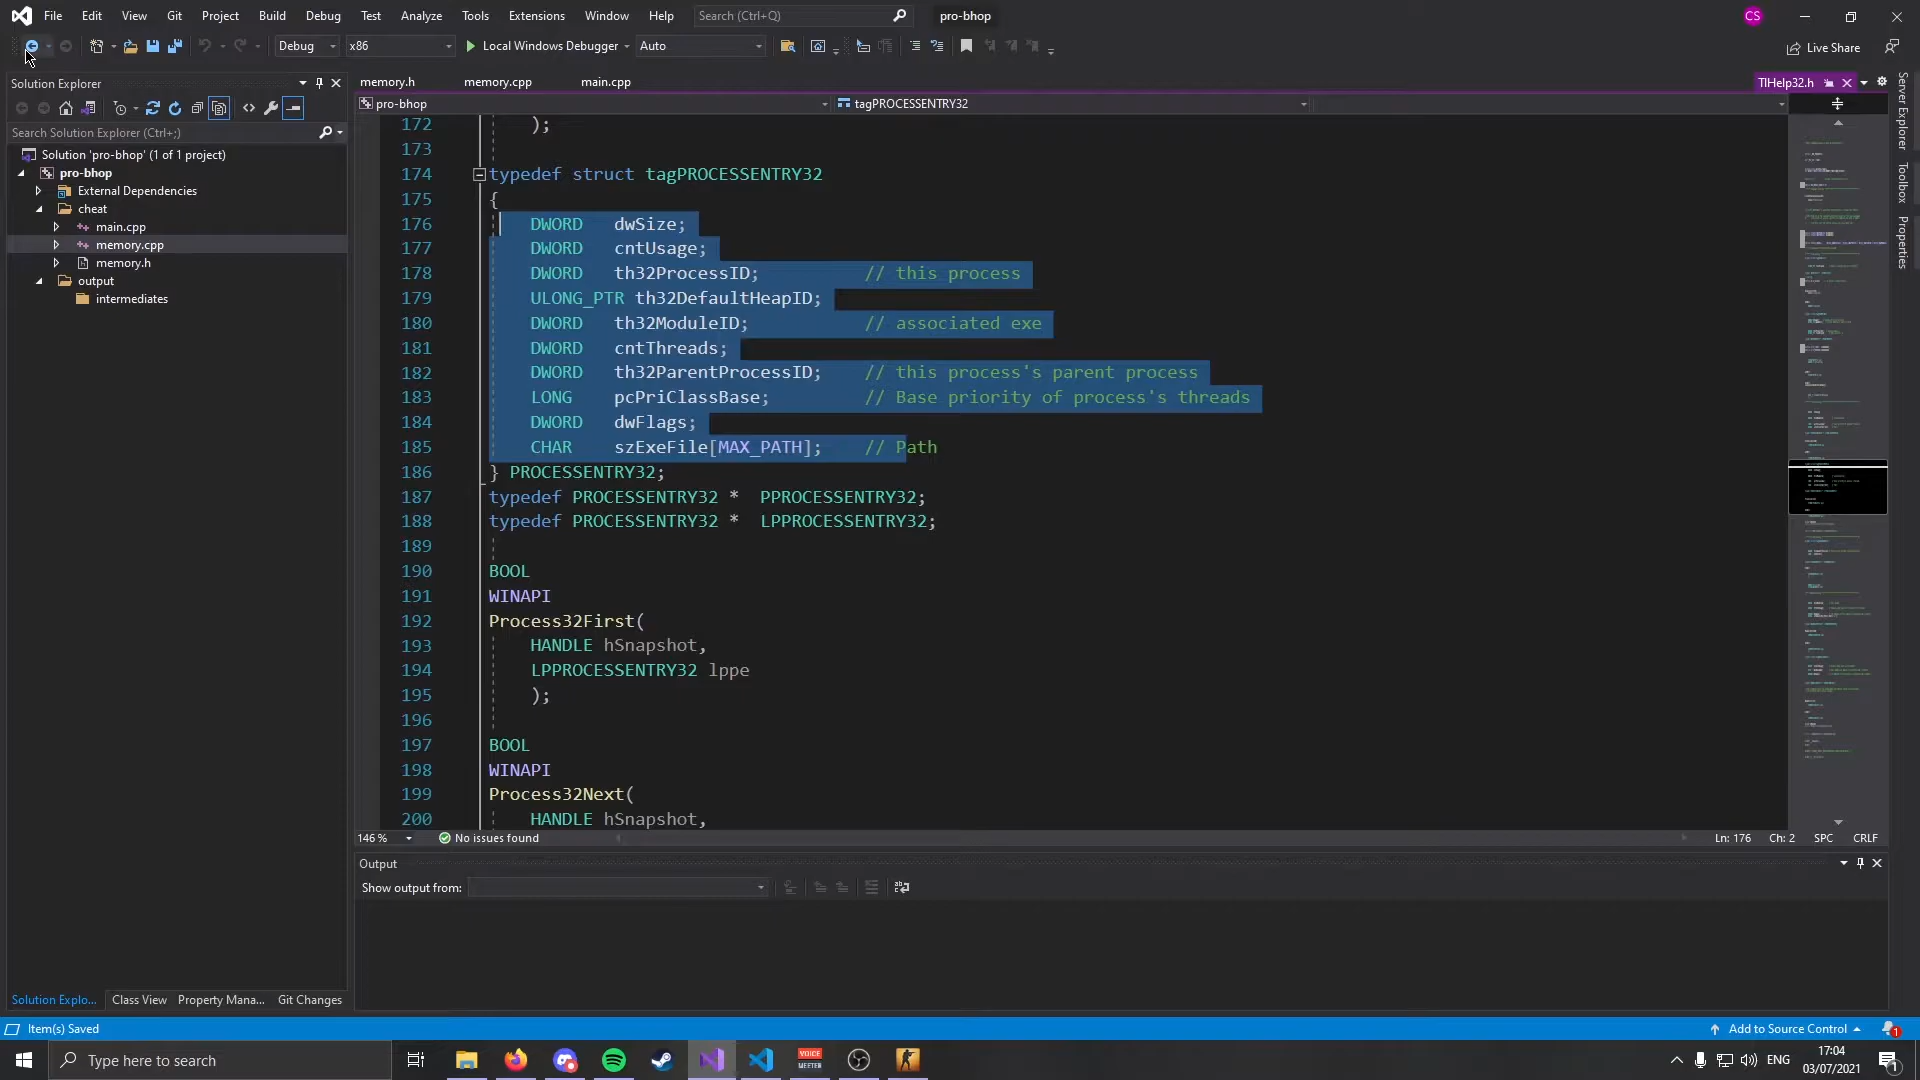 File Edit View Git Project Build Debug Test Analyze Tools Extensions Window Help Search (Ctrl+Q) pro-bhop CS
Debug x86 Local Windows Debugger Auto Live Share
Solution Explorer
Search Solution Explorer (Ctrl+;)
Solution 'pro-bhop' (1 of 1 project)
pro-bhop
External Dependencies
cheat
main.cpp
memory.cpp
memory.h
output
intermediates
Solution Explo... Class View Property Mana... Git Changes
memory.h memory.cpp main.cpp TlHelp32.h
pro-bhop tagPROCESSENTRY32
172 );
173
174 typedef struct tagPROCESSENTRY32
175 {
176 DWORD dwSize;
177 DWORD cntUsage;
178 DWORD th32ProcessID; // this process
179 ULONG_PTR th32DefaultHeapID;
180 DWORD th32ModuleID; // associated exe
181 DWORD cntThreads;
182 DWORD th32ParentProcessID; // this process's parent process
183 LONG pcPriClassBase; // Base priority of process's threads
184 DWORD dwFlags;
185 CHAR szExeFile[MAX_PATH]; // Path
186 } PROCESSENTRY32;
187 typedef PROCESSENTRY32 * PPROCESSENTRY32;
188 typedef PROCESSENTRY32 * LPPROCESSENTRY32;
189
190 BOOL
191 WINAPI
192 Process32First(
193 HANDLE hSnapshot,
194 LPPROCESSENTRY32 lppe
195 );
196
197 BOOL
198 WINAPI
199 Process32Next(
200 HANDLE hSnapshot,
146 % No issues found Ln: 176 Ch: 2 SPC CRLF
Output
Show output from:
Server Explorer
Toolbox
Properties
Item(s) Saved Add to Source Control 1
Type here to search
VOICE
MEETER
ENG
17:04
03/07/2021
1